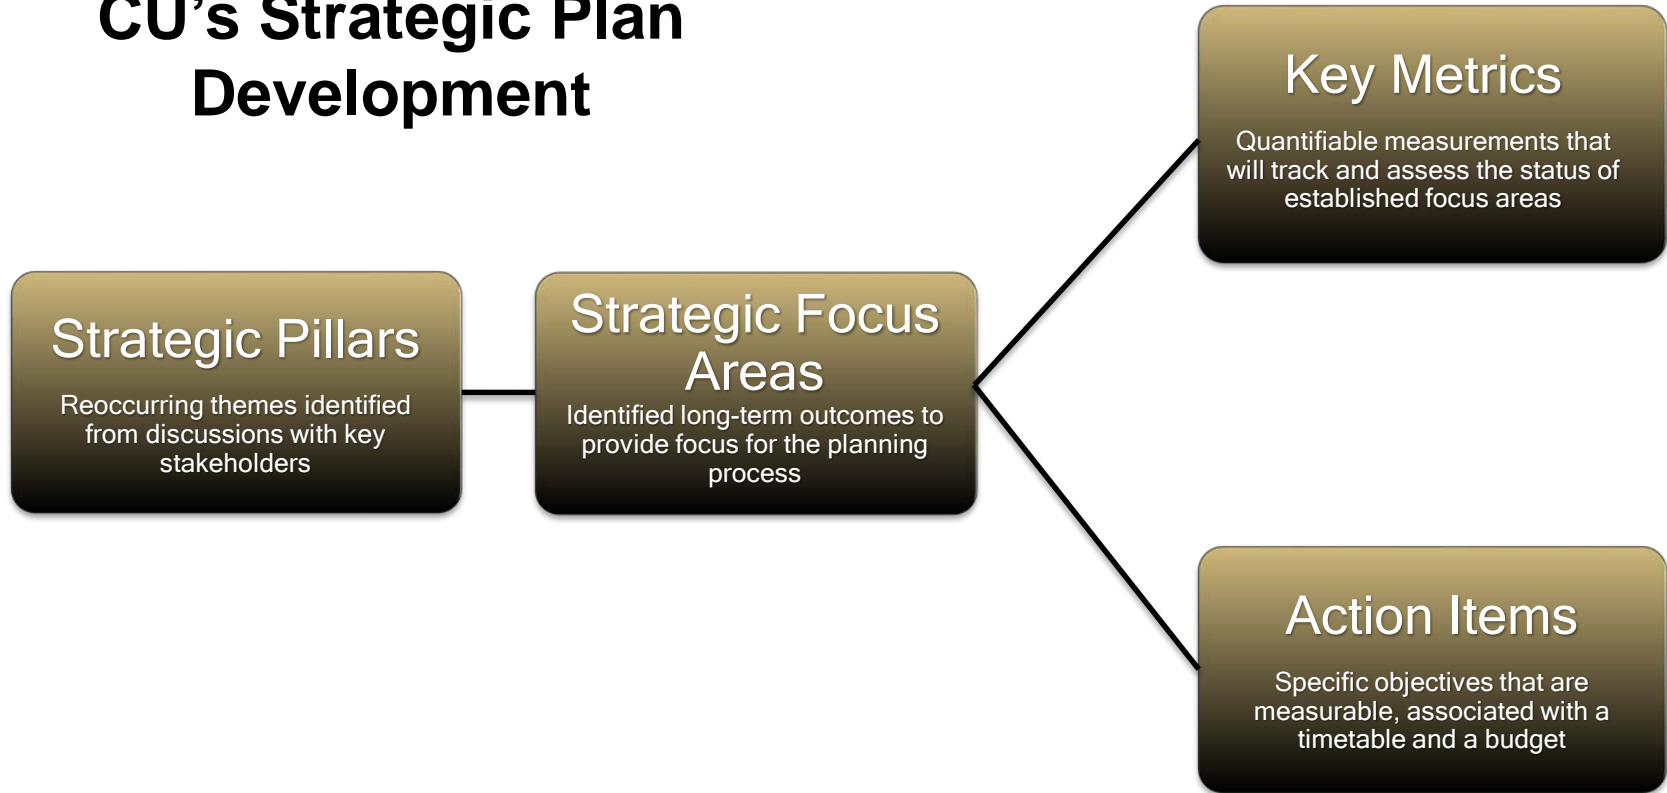 CU's Strategic Plan
Development
Strategic Pillars
Reoccurring themes identified
from discussions with key
stakeholders
Strategic Focus
Areas
Identified long-term outcomes to
provide focus for the planning
process
Key Metrics
Quantifiable measurements that
will track and assess the status of
established focus areas
Action Items
Specific objectives that are
measurable, associated with a
timetable and a budget